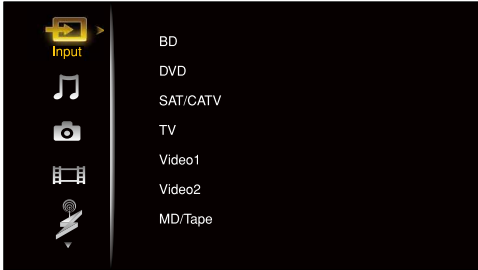 Input
BD
DVD
SAT/CATV
TV
Video1
Video2
MD/Tape